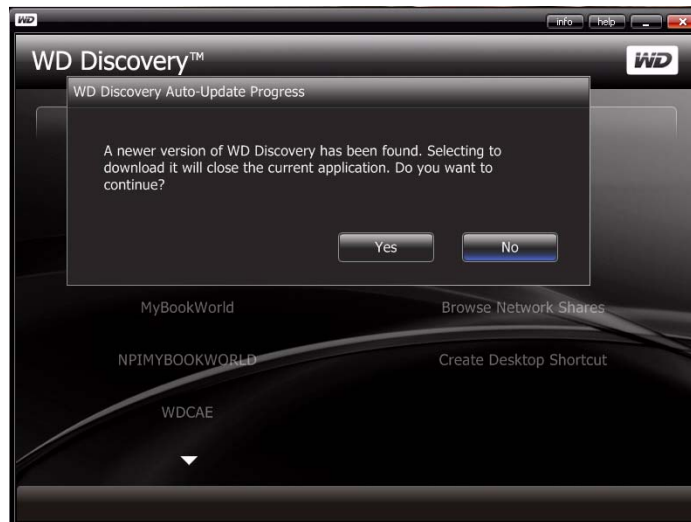 WD
info help
WD Discovery™
WD
WD Discovery Auto-Update Progress
A newer version of WD Discovery has been found. Selecting to
download it will close the current application. Do you want to
continue?
Yes No
MyBookWorld Browse Network Shares
NPIMYBOOKWORLD Create Desktop Shortcut
WDCAE